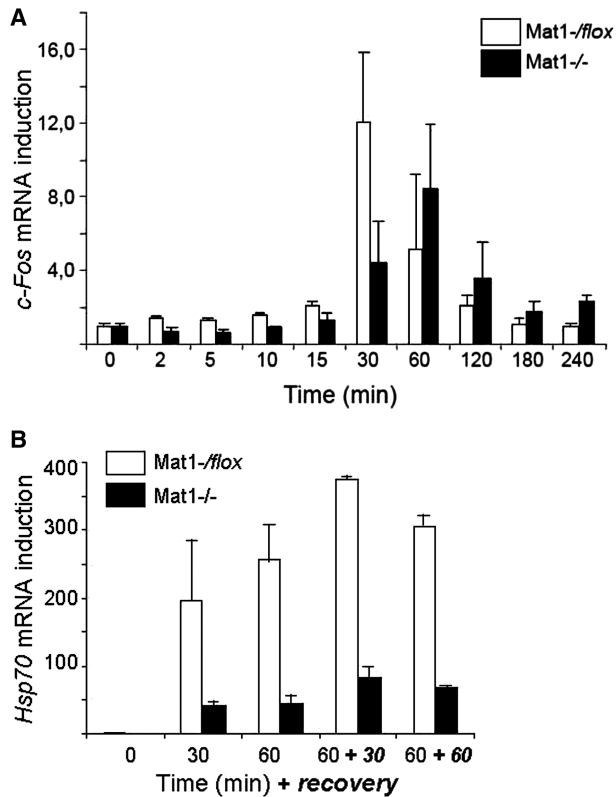 A
Mat1-/flox
Mat1-/-
c-Fos mRNA induction
16,0
12,0
8,0
4,0
0 2 5 10 15 30 60 120 180 240
Time (min)
B
Mat1-/flox
Mat1-/-
Hsp70 mRNA induction
400
300
200
100
0 30 60 60 + 30 60 + 60
Time (min) + recovery